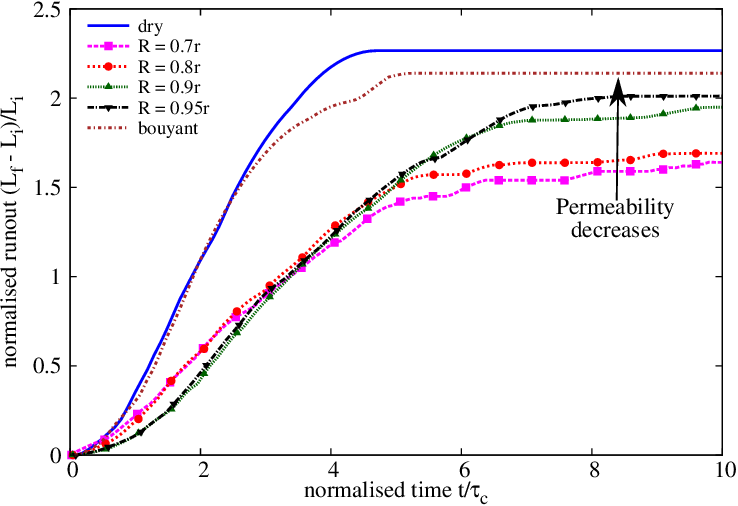 2.5
2
1.5
1
0.5
0
0
2
4
6
8
10
normalised runout (L_f - L_i)/L_i
normalised time t/τ_c
dry
R = 0.7r
R = 0.8r
R = 0.9r
R = 0.95r
bouyant
Permeability
decreases